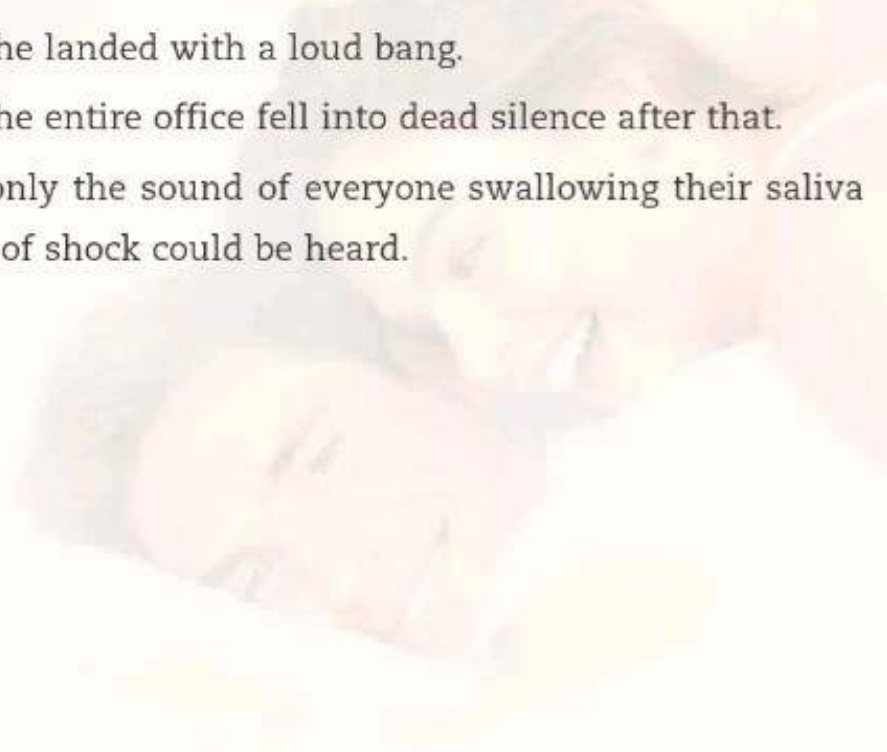 he landed with a loud bang.
he entire office fell into dead silence after that.
only the sound of everyone swallowing their saliva
of shock could be heard.